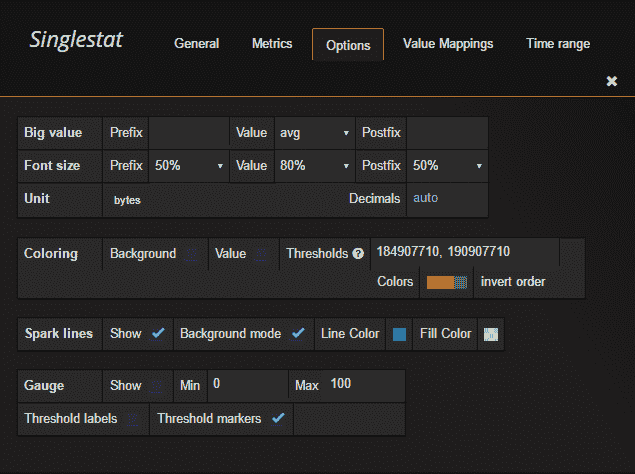 Singlestat General Metrics Options Value Mappings Time range
Big value Prefix Value avg Postfix
Font size Prefix 50% Value 80% Postfix 50%
Unit bytes Decimals auto
Coloring Background Value Thresholds 184907710, 190907710
Colors invert order
Spark lines Show Background mode Line Color Fill Color
Gauge Show Min 0 Max 100
Threshold labels Threshold markers